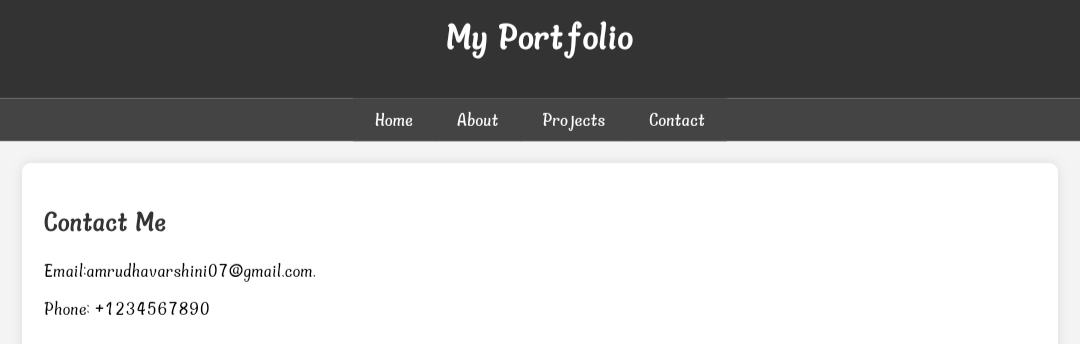 My Portfolio
Home About Projects Contact
Contact Me
Email:amrudhavarshini07@gmail.com.
Phone: +1234567890